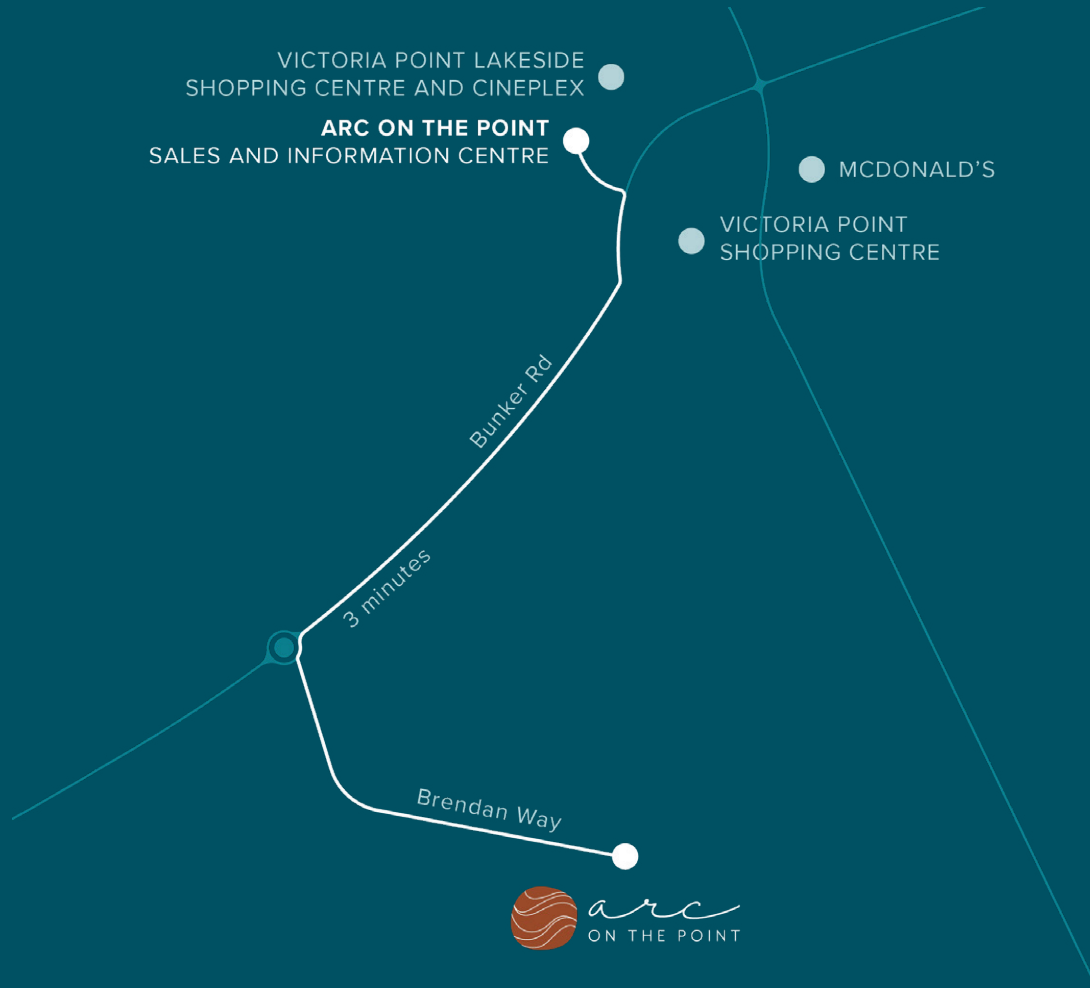 VICTORIA POINT LAKESIDE
SHOPPING CENTRE AND CINEPLEX
ARC ON THE POINT
SALES AND INFORMATION CENTRE
MCDONALD’S
VICTORIA POINT
SHOPPING CENTRE
Bunker Rd
3 minutes
Brendan Way
arc
ON THE POINT